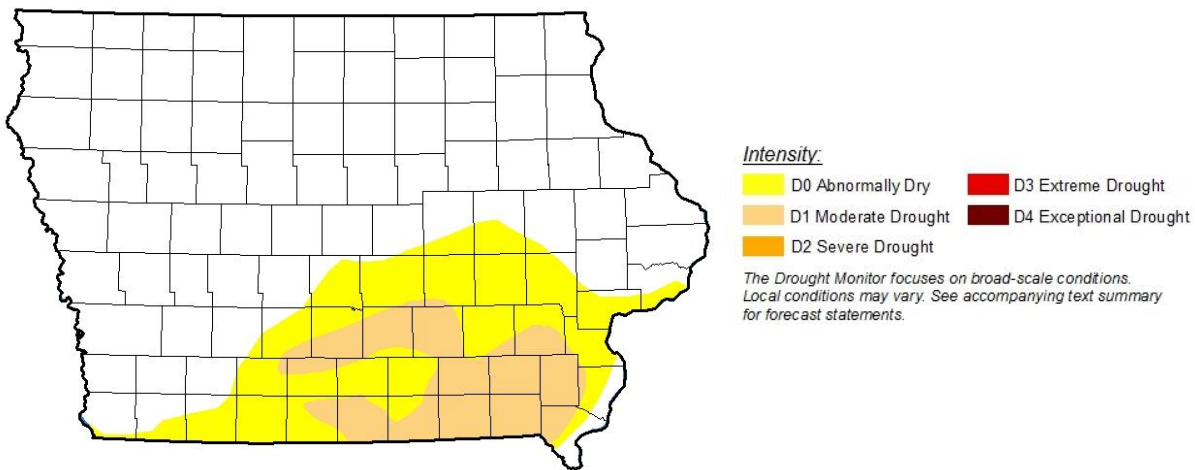 Intensity:
D0 Abnormally Dry
D1 Moderate Drought
D2 Severe Drought
D3 Extreme Drought
D4 Exceptional Drought
The Drought Monitor focuses on broad-scale conditions.
Local conditions may vary. See accompanying text summary
for forecast statements.